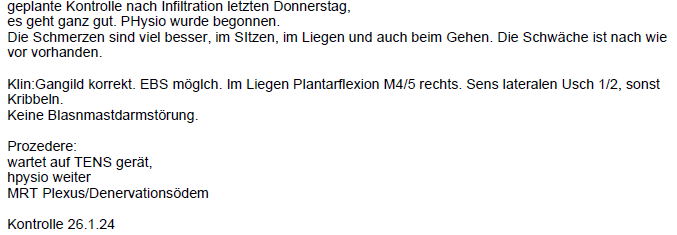 geplante Kontrolle nach Infiltration letzten Donnerstag,
es geht ganz gut. PHysio wurde begonnen.
Die Schmerzen sind viel besser, im SItzen, im Liegen und auch beim Gehen. Die Schwäche ist nach wie
vor vorhanden.
Klin:Gangild korrekt. EBS möglch. Im Liegen Plantarflexion M4/5 rechts. Sens lateralen Usch 1/2, sonst
Kribbeln.
Keine Blasnmastdarmstörung.
Prozedere:
wartet auf TENS gerät,
hpysio weiter
MRT Plexus/Denervationsödem
Kontrolle 26.1.24